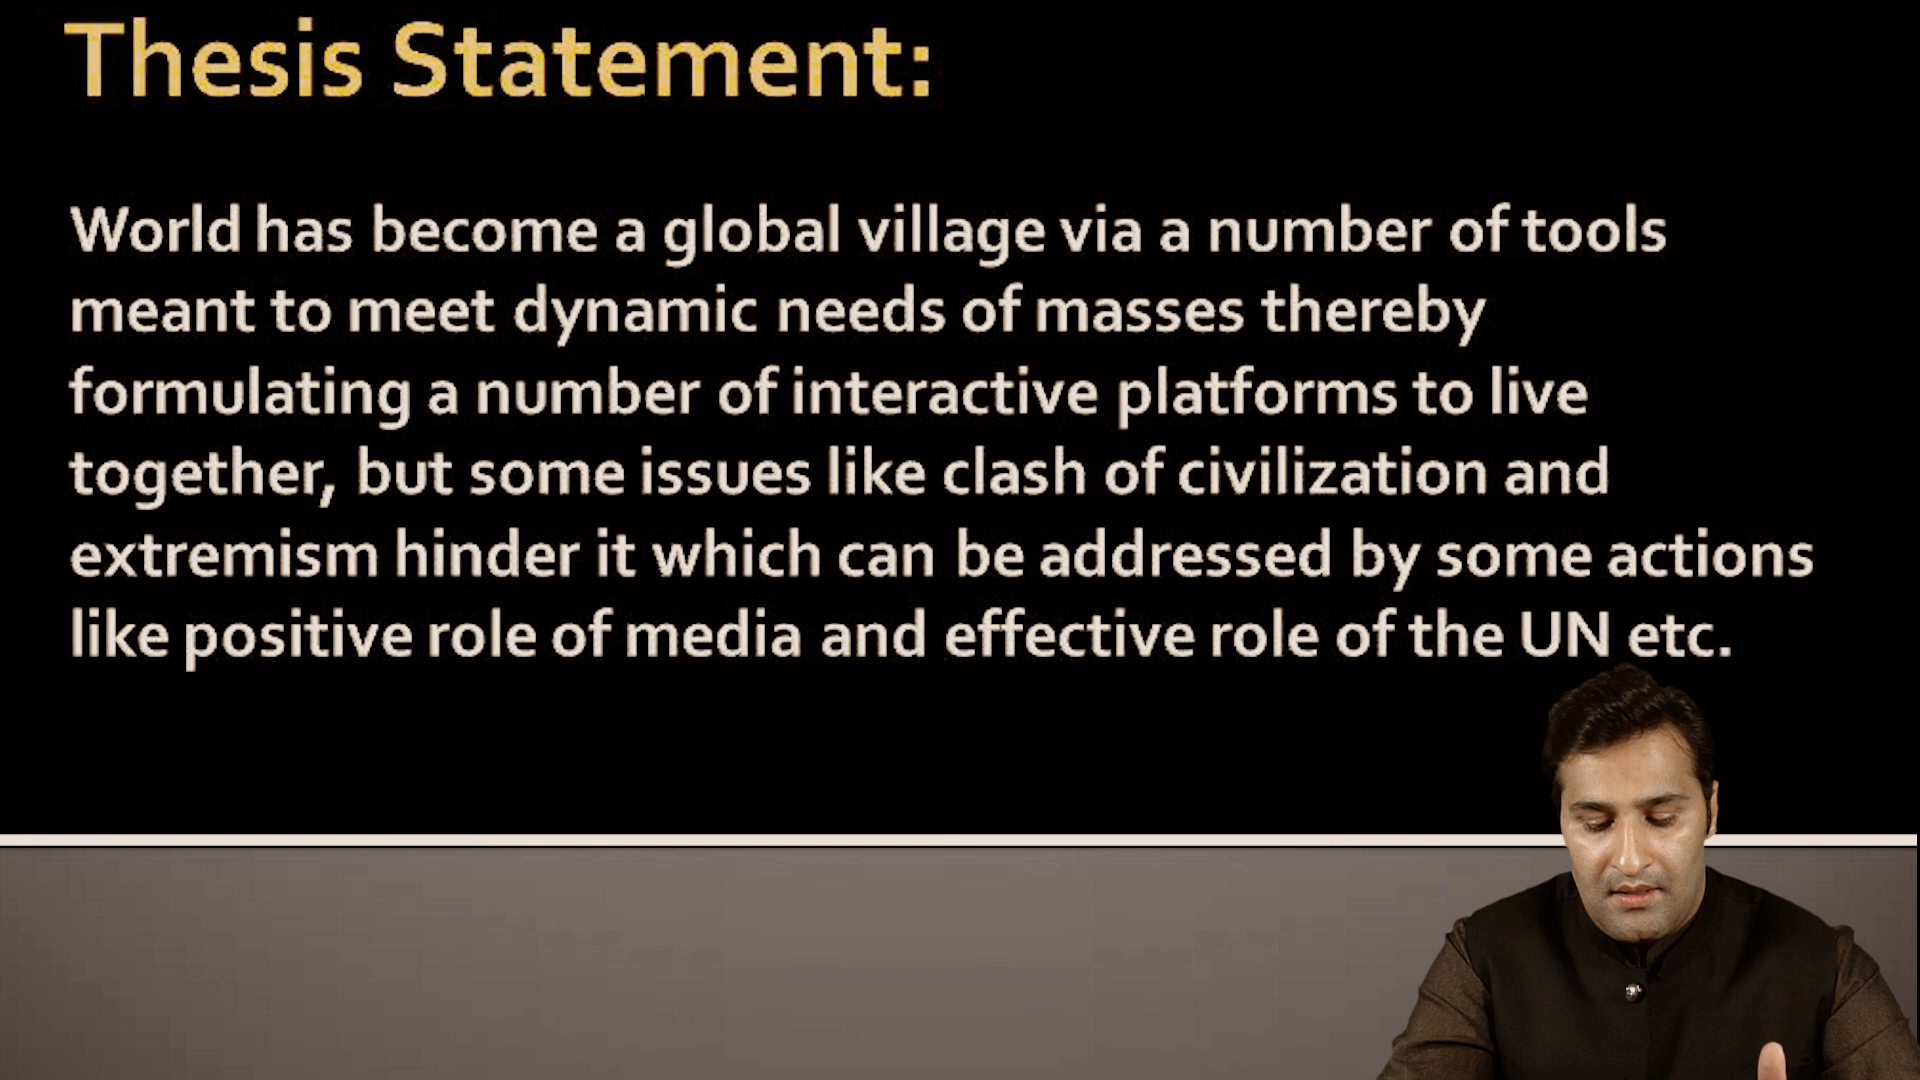 Thesis Statement:
World has become a global village via a number of tools
meant to meet dynamic needs of masses thereby
formulating a number of interactive platforms to live
together, but some issues like clash of civilization and
extremism hinder it which can be addressed by some actions
like positive role of media and effective role of the UN etc.